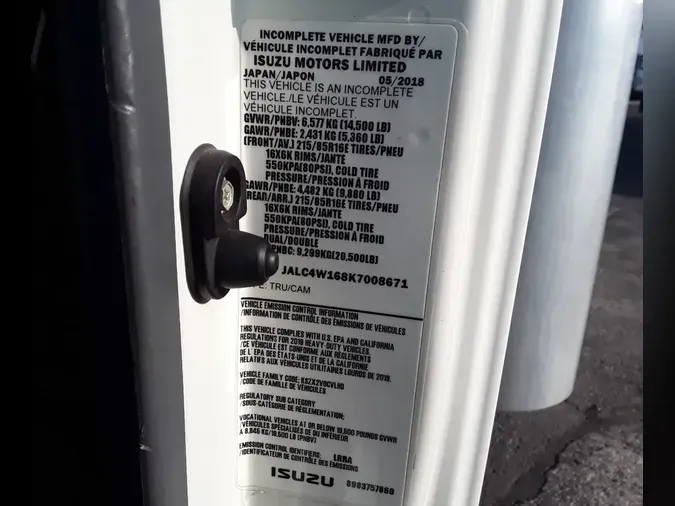 INCOMPLETE VEHICLE MFD BY/
VÉHICULE INCOMPLET FABRIQUÉ PAR
ISUZU MOTORS LIMITED
JAPAN/JAPON 05/2018
THIS VEHICLE IS AN INCOMPLETE
VEHICLE./LE VÉHICULE EST UN
VÉHICULE INCOMPLET.
GVWR/PNBV: 6,577 KG (14,500 LB)
GAWR/PNBE: 2,431 KG (5,360 LB)
(FRONT/AV.) 215/85R16E TIRES/PNEU
16X6K RIMS/JANTE
550KPA(80PSI), COLD TIRE
PRESSURE/PRESSION À FROID
GAWR/PNBE: 4,482 KG (9,880 LB)
(REAR/ARR.) 215/85R16E TIRES/PNEU
16X6K RIMS/JANTE
550KPA(80PSI), COLD TIRE
PRESSURE/PRESSION À FROID
DUAL/DOUBLE
PNBC: 9,299KG(20,500LB)
JALC4W168K7008671
: TRU/CAM
VEHICLE EMISSION CONTROL INFORMATION
/INFORMATION DE CONTRÔLE DES ÉMISSIONS DE VÉHICULES
THIS VEHICLE COMPLIES WITH U.S. EPA AND CALIFORNIA
REGULATIONS FOR 2019 HEAVY-DUTY VEHICLES.
/CE VÉHICULE EST CONFORME AUX RÈGLEMENTS
DE L'EPA DES ÉTATS-UNIS ET DE LA CALIFORNIE
RELATIFS AUX VÉHICULES UTILITAIRES LOURDS DE 2019.
VEHICLE FAMILY CODE: KSZX2VOCVLHD
/CODE DE FAMILLE DE VÉHICULES
REGULATORY SUB CATEGORY
/SOUS-CATÉGORIE DE RÉGLEMENTATION:
VOCATIONAL VEHICLES AT OR BELOW 19,500 POUNDS GVWR
/VÉHICULES SPÉCIALISÉS DE OU INFÉRIEUR
À 8,845 KG/19,500 LB (PNBV)
EMISSION CONTROL IDENTIFIERS: LRRA
/IDENTIFICATEUR DE CONTRÔLE DES ÉMISSIONS
ISUZU 8983757860